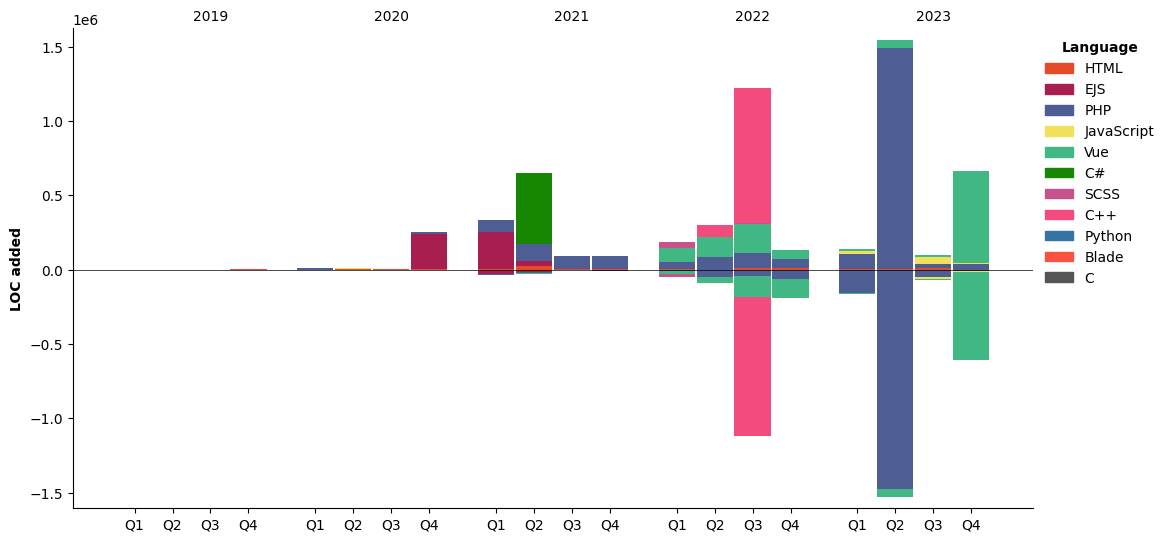 1e6
2019 2020 2021 2022 2023
LOC added
1.5
1.0
0.5
0.0
−0.5
−1.0
−1.5
Q1 Q2 Q3 Q4 Q1 Q2 Q3 Q4 Q1 Q2 Q3 Q4 Q1 Q2 Q3 Q4 Q1 Q2 Q3 Q4
Language
HTML
EJS
PHP
JavaScript
Vue
C#
SCSS
C++
Python
Blade
C